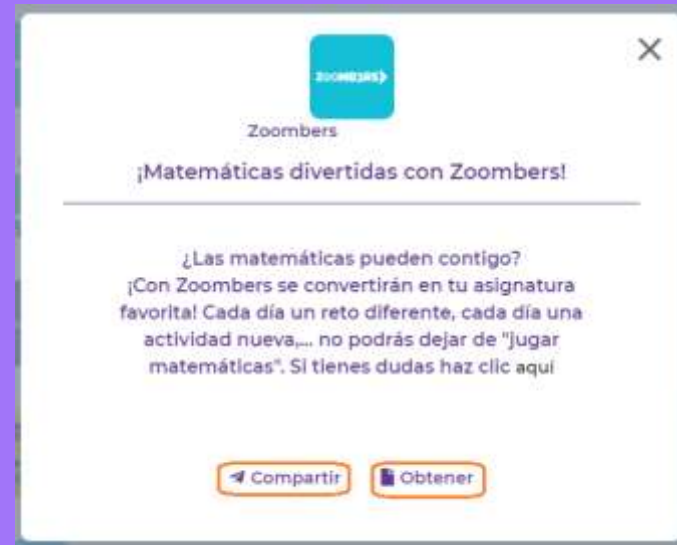 ZOOMB3RS
Zoombers
¡Matemáticas divertidas con Zoombers!
¿Las matemáticas pueden contigo?
¡Con Zoombers se convertirán en tu asignatura
favorita! Cada día un reto diferente, cada día una
actividad nueva,... no podrás dejar de "jugar
matemáticas". Si tienes dudas haz clic aquí
Compartir Obtener